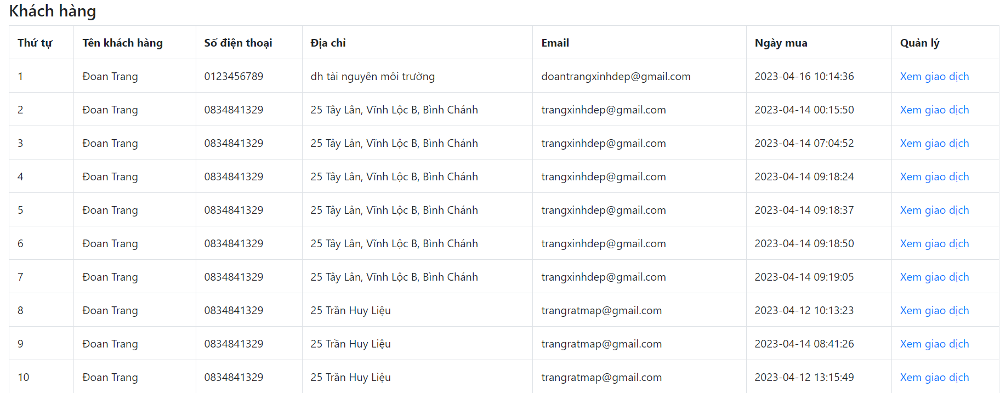 Khách hàng
Thứ tự Tên khách hàng Số điện thoại Địa chỉ Email Ngày mua Quản lý
1 Đoan Trang 0123456789 dh tài nguyên môi trường doantrangxinhdep@gmail.com 2023-04-16 10:14:36 Xem giao dịch
2 Đoan Trang 0834841329 25 Tây Lân, Vĩnh Lộc B, Bình Chánh trangxinhdep@gmail.com 2023-04-14 00:15:50 Xem giao dịch
3 Đoan Trang 0834841329 25 Tây Lân, Vĩnh Lộc B, Bình Chánh trangxinhdep@gmail.com 2023-04-14 07:04:52 Xem giao dịch
4 Đoan Trang 0834841329 25 Tây Lân, Vĩnh Lộc B, Bình Chánh trangxinhdep@gmail.com 2023-04-14 09:18:24 Xem giao dịch
5 Đoan Trang 0834841329 25 Tây Lân, Vĩnh Lộc B, Bình Chánh trangxinhdep@gmail.com 2023-04-14 09:18:37 Xem giao dịch
6 Đoan Trang 0834841329 25 Tây Lân, Vĩnh Lộc B, Bình Chánh trangxinhdep@gmail.com 2023-04-14 09:18:50 Xem giao dịch
7 Đoan Trang 0834841329 25 Tây Lân, Vĩnh Lộc B, Bình Chánh trangxinhdep@gmail.com 2023-04-14 09:19:05 Xem giao dịch
8 Đoan Trang 0834841329 25 Trần Huy Liệu trangratmap@gmail.com 2023-04-12 10:13:23 Xem giao dịch
9 Đoan Trang 0834841329 25 Trần Huy Liệu trangratmap@gmail.com 2023-04-14 08:41:26 Xem giao dịch
10 Đoan Trang 0834841329 25 Trần Huy Liệu trangratmap@gmail.com 2023-04-12 13:15:49 Xem giao dịch